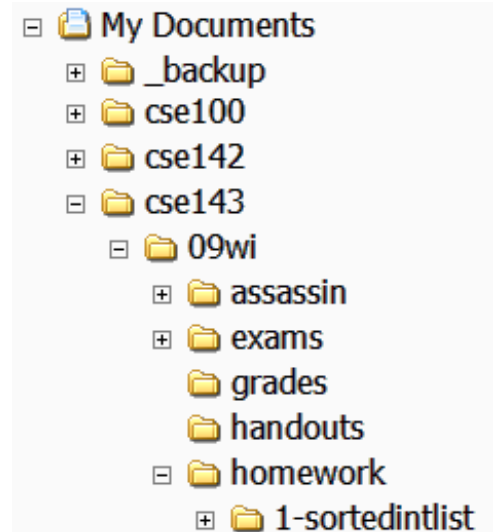 My Documents
_backup
cse100
cse142
cse143
09wi
assassin
exams
grades
handouts
homework
1-sortedintlist